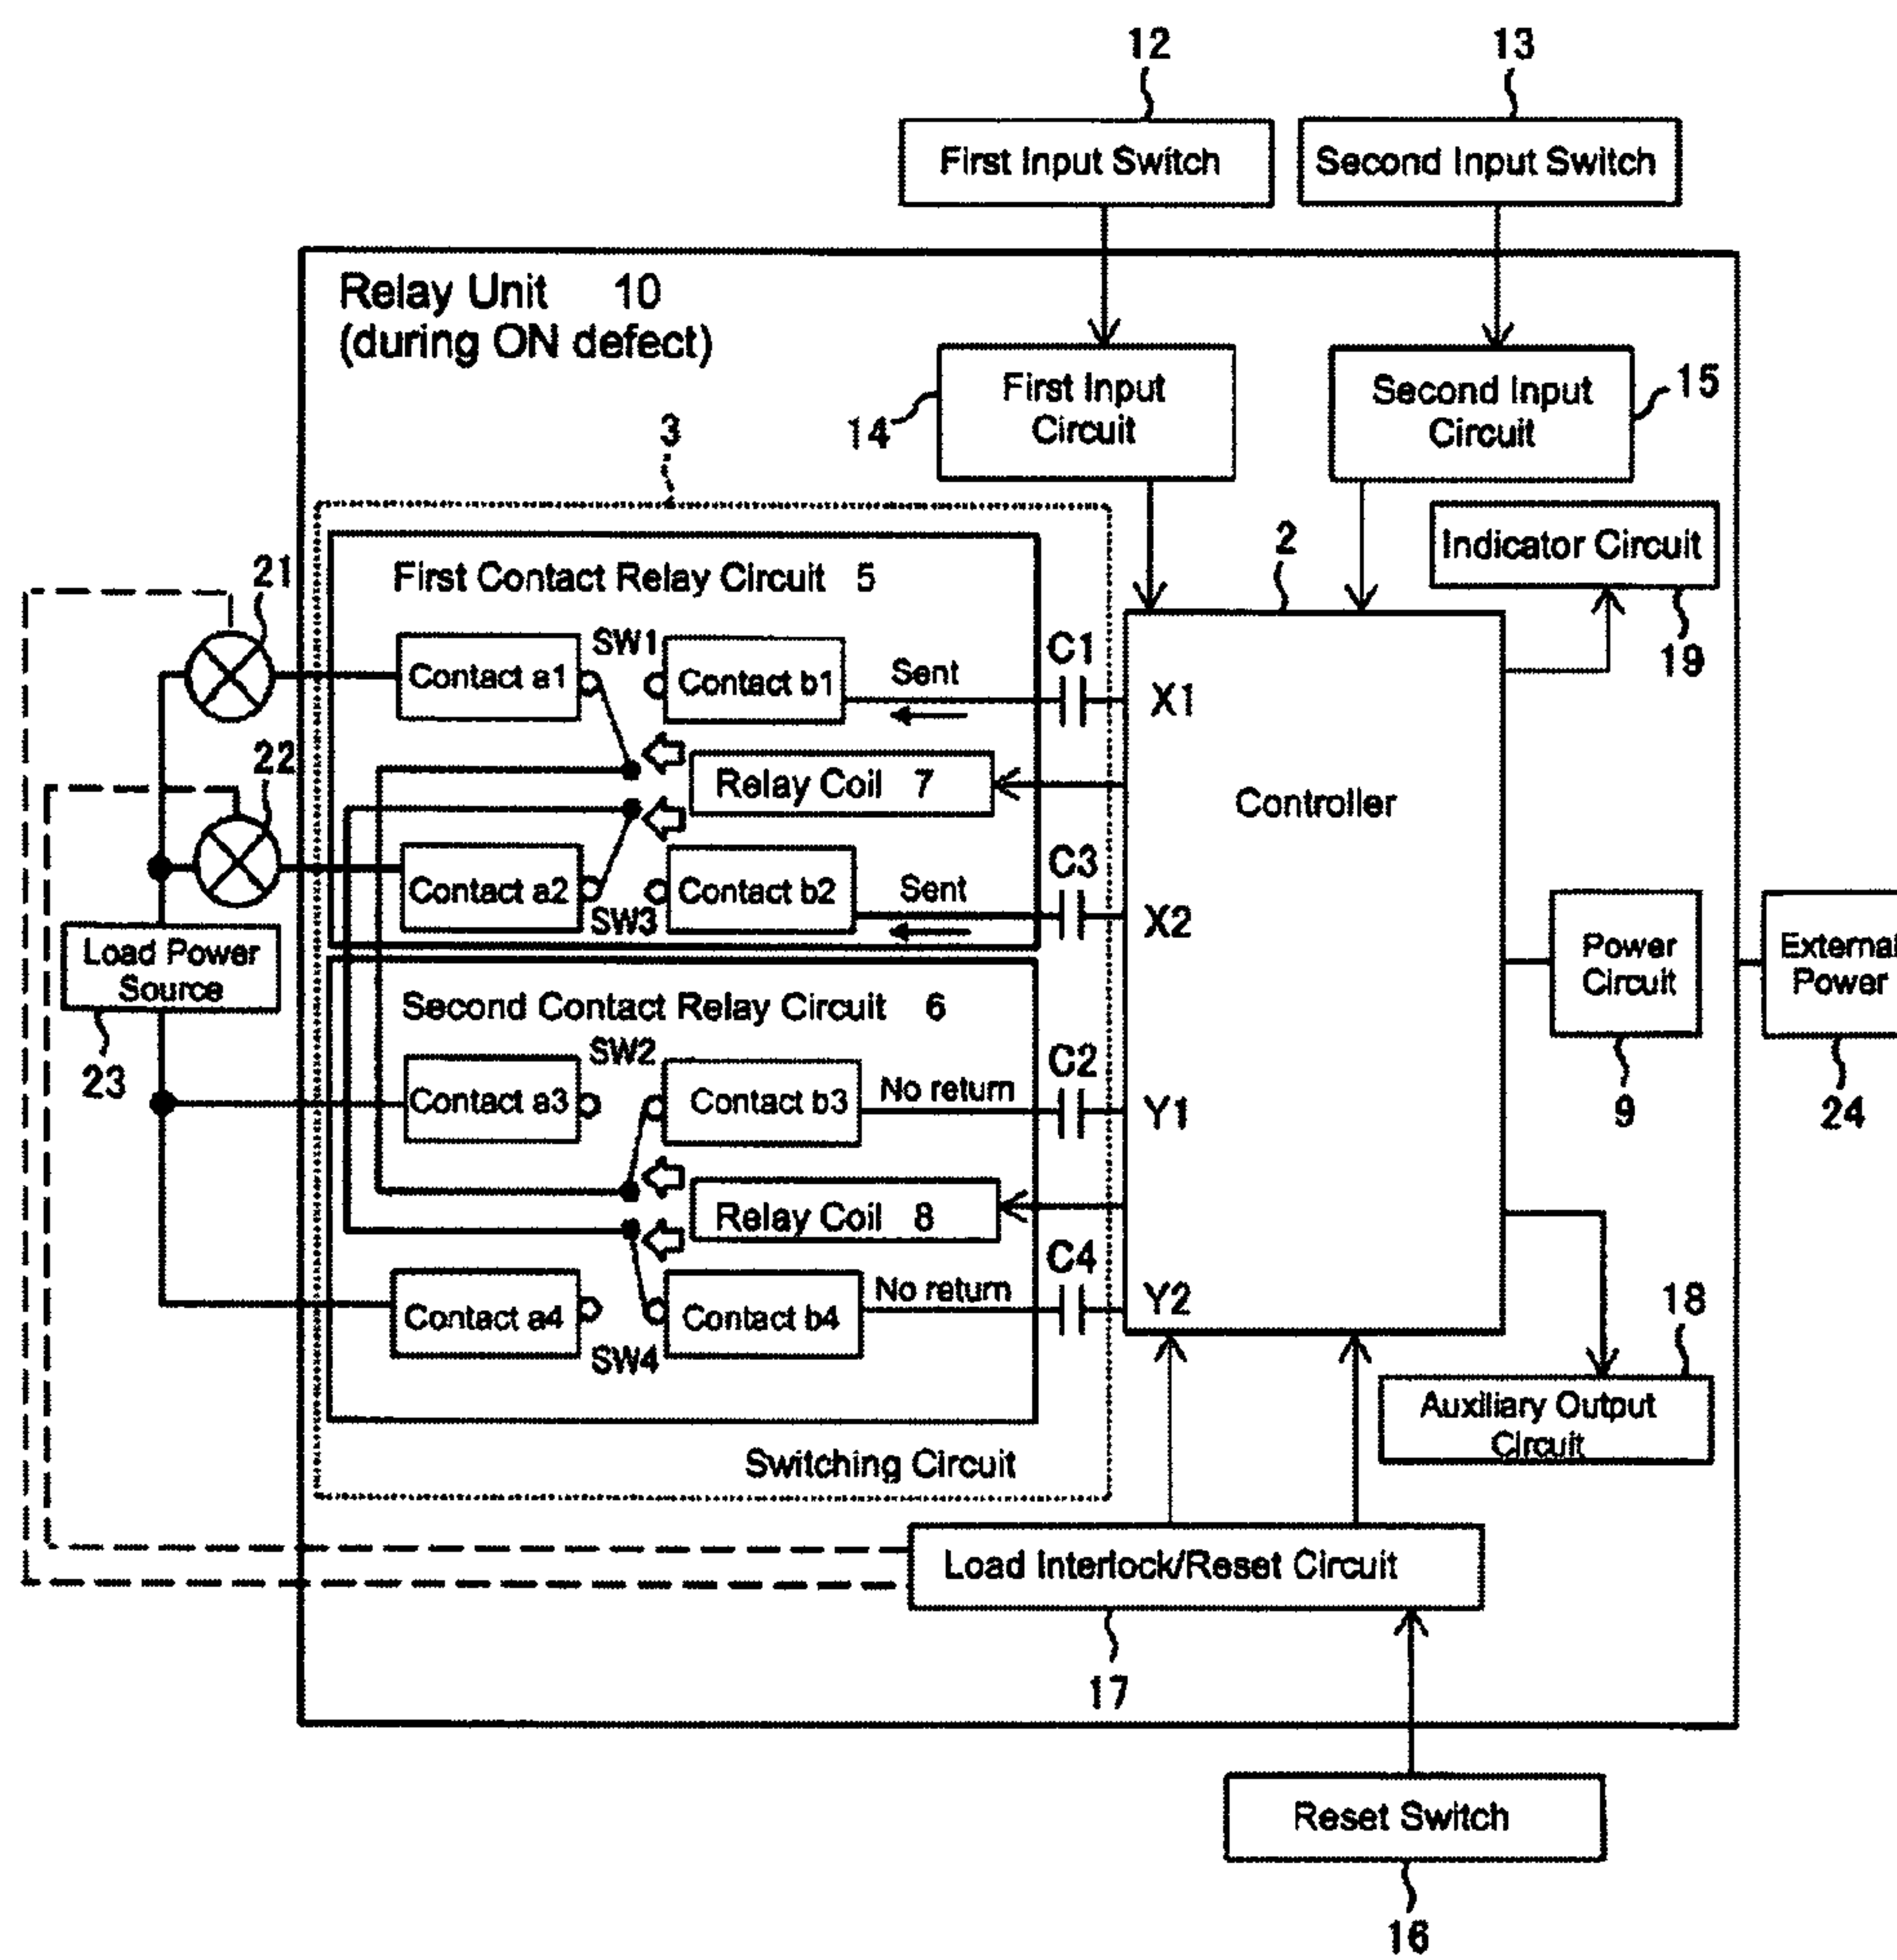 12
13
First Input Switch
Second Input Switch
Relay Unit 10
(during ON defect)
First Input
Circuit
14
Second Input
Circuit
15
3
2
Indicator Circuit
19
21
First Contact Relay Circuit 5
SW1
Contact a1
Contact b1
Sent
C1
X1
22
Relay Coil 7
Controller
Contact a2
SW3
Contact b2
Sent
C3
X2
Load Power
Source
23
Power
Circuit
9
External
Power
24
Second Contact Relay Circuit 6
SW2
Contact a3
Contact b3
No return
C2
Y1
Relay Coil 8
Contact a4
SW4
Contact b4
No return
C4
Y2
18
Auxiliary Output
Circuit
Switching Circuit
Load Interlock/Reset Circuit
17
Reset Switch
16